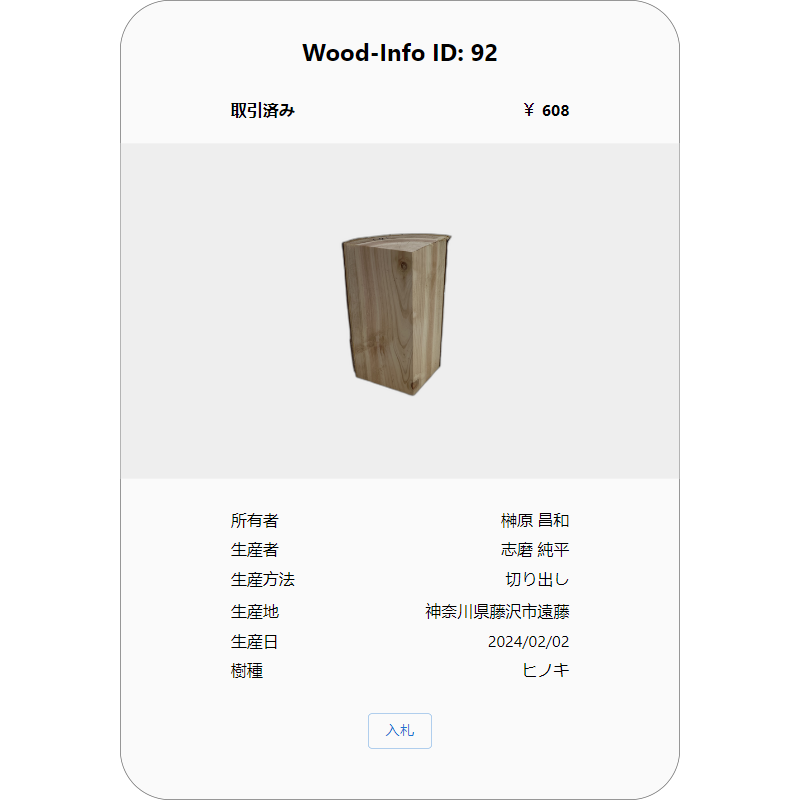 Wood-Info ID: 92
取引済み ￥ 608
所有者 榊原 昌和
生産者 志磨 純平
生産方法 切り出し
生産地 神奈川県藤沢市遠藤
生産日 2024/02/02
樹種 ヒノキ
入札